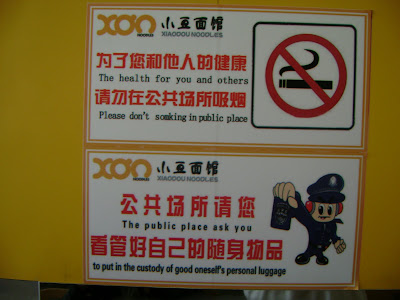 XON 小豆面馆
NOODLES XIAODOU NOODLES
为了您和他人的健康
The health for you and others
请勿在公共场所吸烟
Please don't somking in public place
XON 小豆面馆
NOODLES XIAODOU NOODLES
公共场所请您
The public place ask you
看管好自己的随身物品
to put in the custody of good oneself's personal luggage